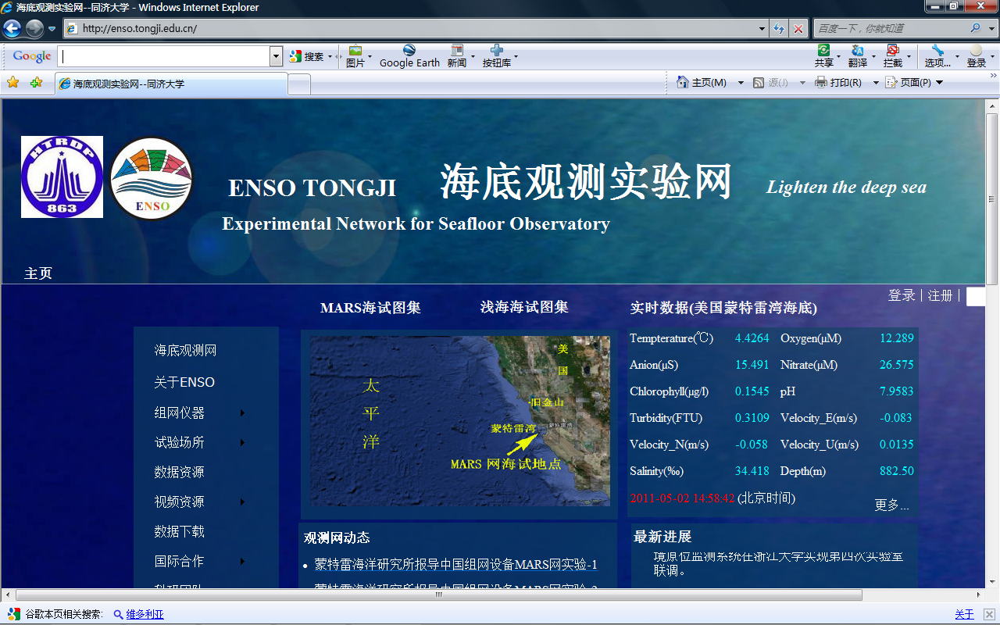 海底观测实验网--同济大学 - Windows Internet Explorer
http://enso.tongji.edu.cn/
百度一下，你就知道
Google 搜索 图片 Google Earth 新闻 按钮库 共享 翻译 拦截 选项... 登录
海底观测实验网--同济大学 主页(M) 源(J) 打印(R) 页面(P)
HTRDP
863
ENSO
ENSO TONGJI 海底观测实验网 Lighten the deep sea
Experimental Network for Seafloor Observatory
主页
登录 | 注册 |
海底观测网
关于ENSO
组网仪器
试验场所
数据资源
视频资源
数据下载
国际合作
科研团队
MARS海试图集 浅海海试图集
美国
太平洋
旧金山
蒙特雷湾 蒙特雷湾
MARS 网海试地点
观测网动态
蒙特雷海洋研究所报导中国组网设备MARS网实验-1
蒙特雷海洋研究所报导中国组网设备MARS网实验-2
实时数据(美国蒙特雷湾海底)
Tempterature(℃) 4.4264 Oxygen(μM) 12.289
Anion(μS) 15.491 Nitrate(μM) 26.575
Chlorophyll(μg/l) 0.1545 pH 7.9583
Turbidity(FTU) 0.3109 Velocity_E(m/s) -0.083
Velocity_N(m/s) -0.058 Velocity_U(m/s) 0.0135
Salinity(‰) 34.418 Depth(m) 882.50
2011-05-02 14:58:42 (北京时间)
更多...
最新进展
境原位监测系统在浙江大学实现第四次实验室
联调。
谷歌本页相关搜索: 维多利亚 关于